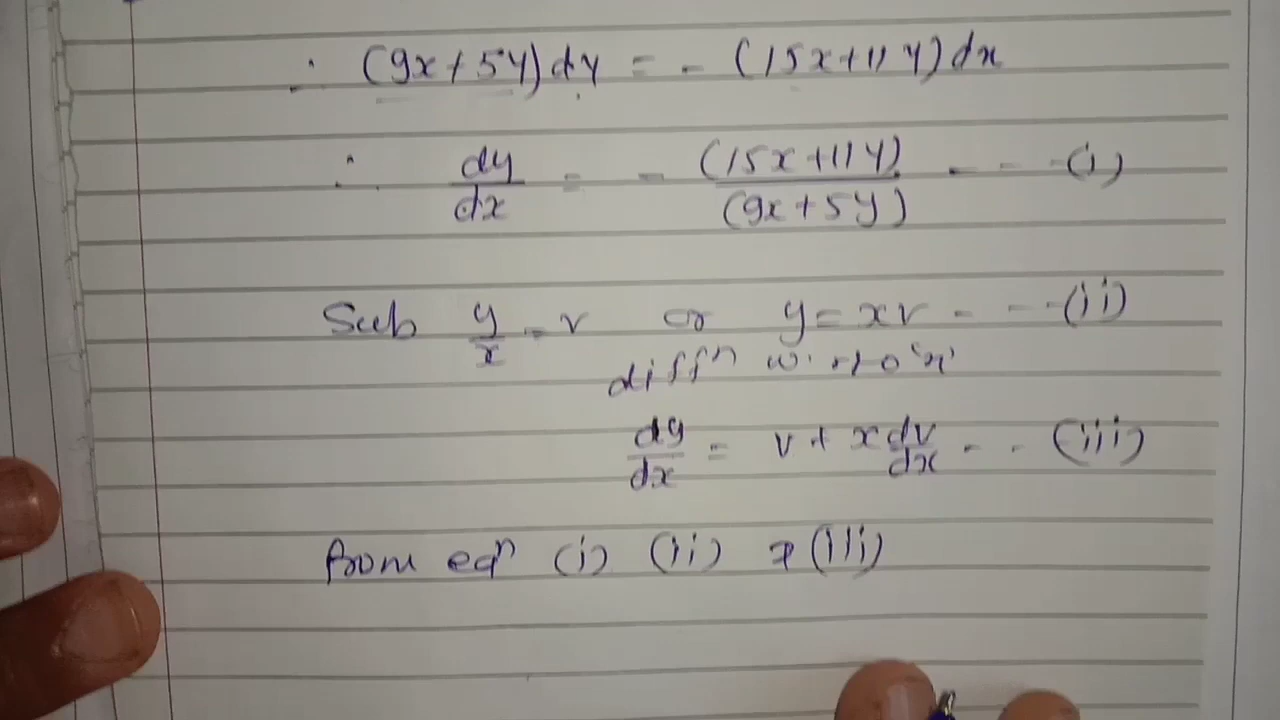 ∴ (9x+5y)dy = - (15x+11y)dx
∴ dy/dx = - (15x+11y)/(9x+5y) - - - (i)
Sub y/x = v or y = xv - - - (ii)
diffⁿ w.r.to 'x'
dy/dx = v + x dv/dx - - (iii)
from eqⁿ (i) (ii) & (iii)